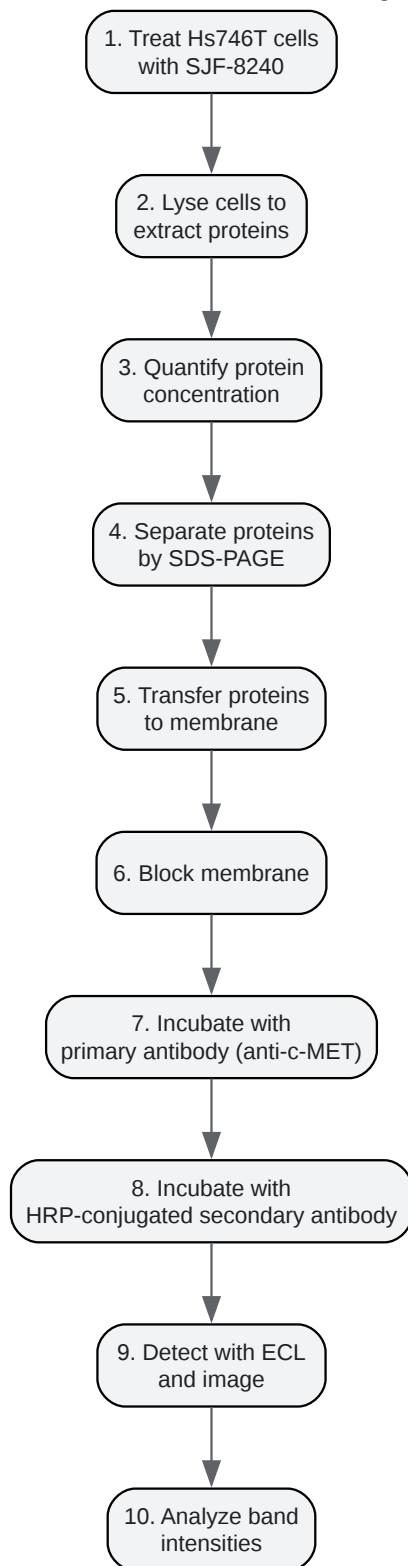 1. Treat Hs746T cells
with SJF-8240
2. Lyse cells to
extract proteins
3. Quantify protein
concentration
4. Separate proteins
by SDS-PAGE
5. Transfer proteins
to membrane
6. Block membrane
7. Incubate with
primary antibody (anti-c-MET)
8. Incubate with
HRP-conjugated secondary antibody
9. Detect with ECL
and image
10. Analyze band
intensities